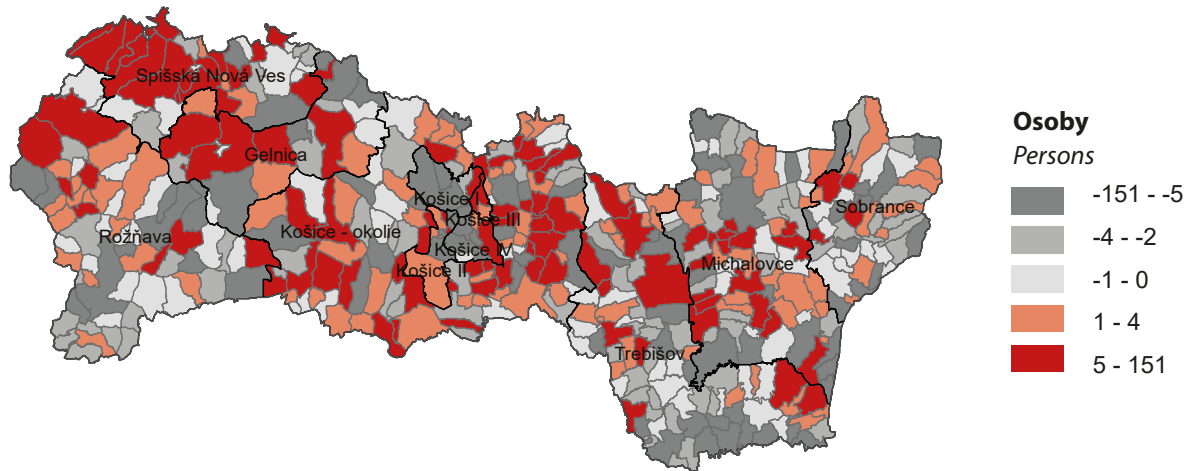 Spišská Nová Ves
Gelnica
Rožňava
Košice - okolie
Košice I
Košice III
Košice IV
Košice II
Sobrance
Michalovce
Trebišov
Osoby
Persons
-151 - -5
-4 - -2
-1 - 0
1 - 4
5 - 151